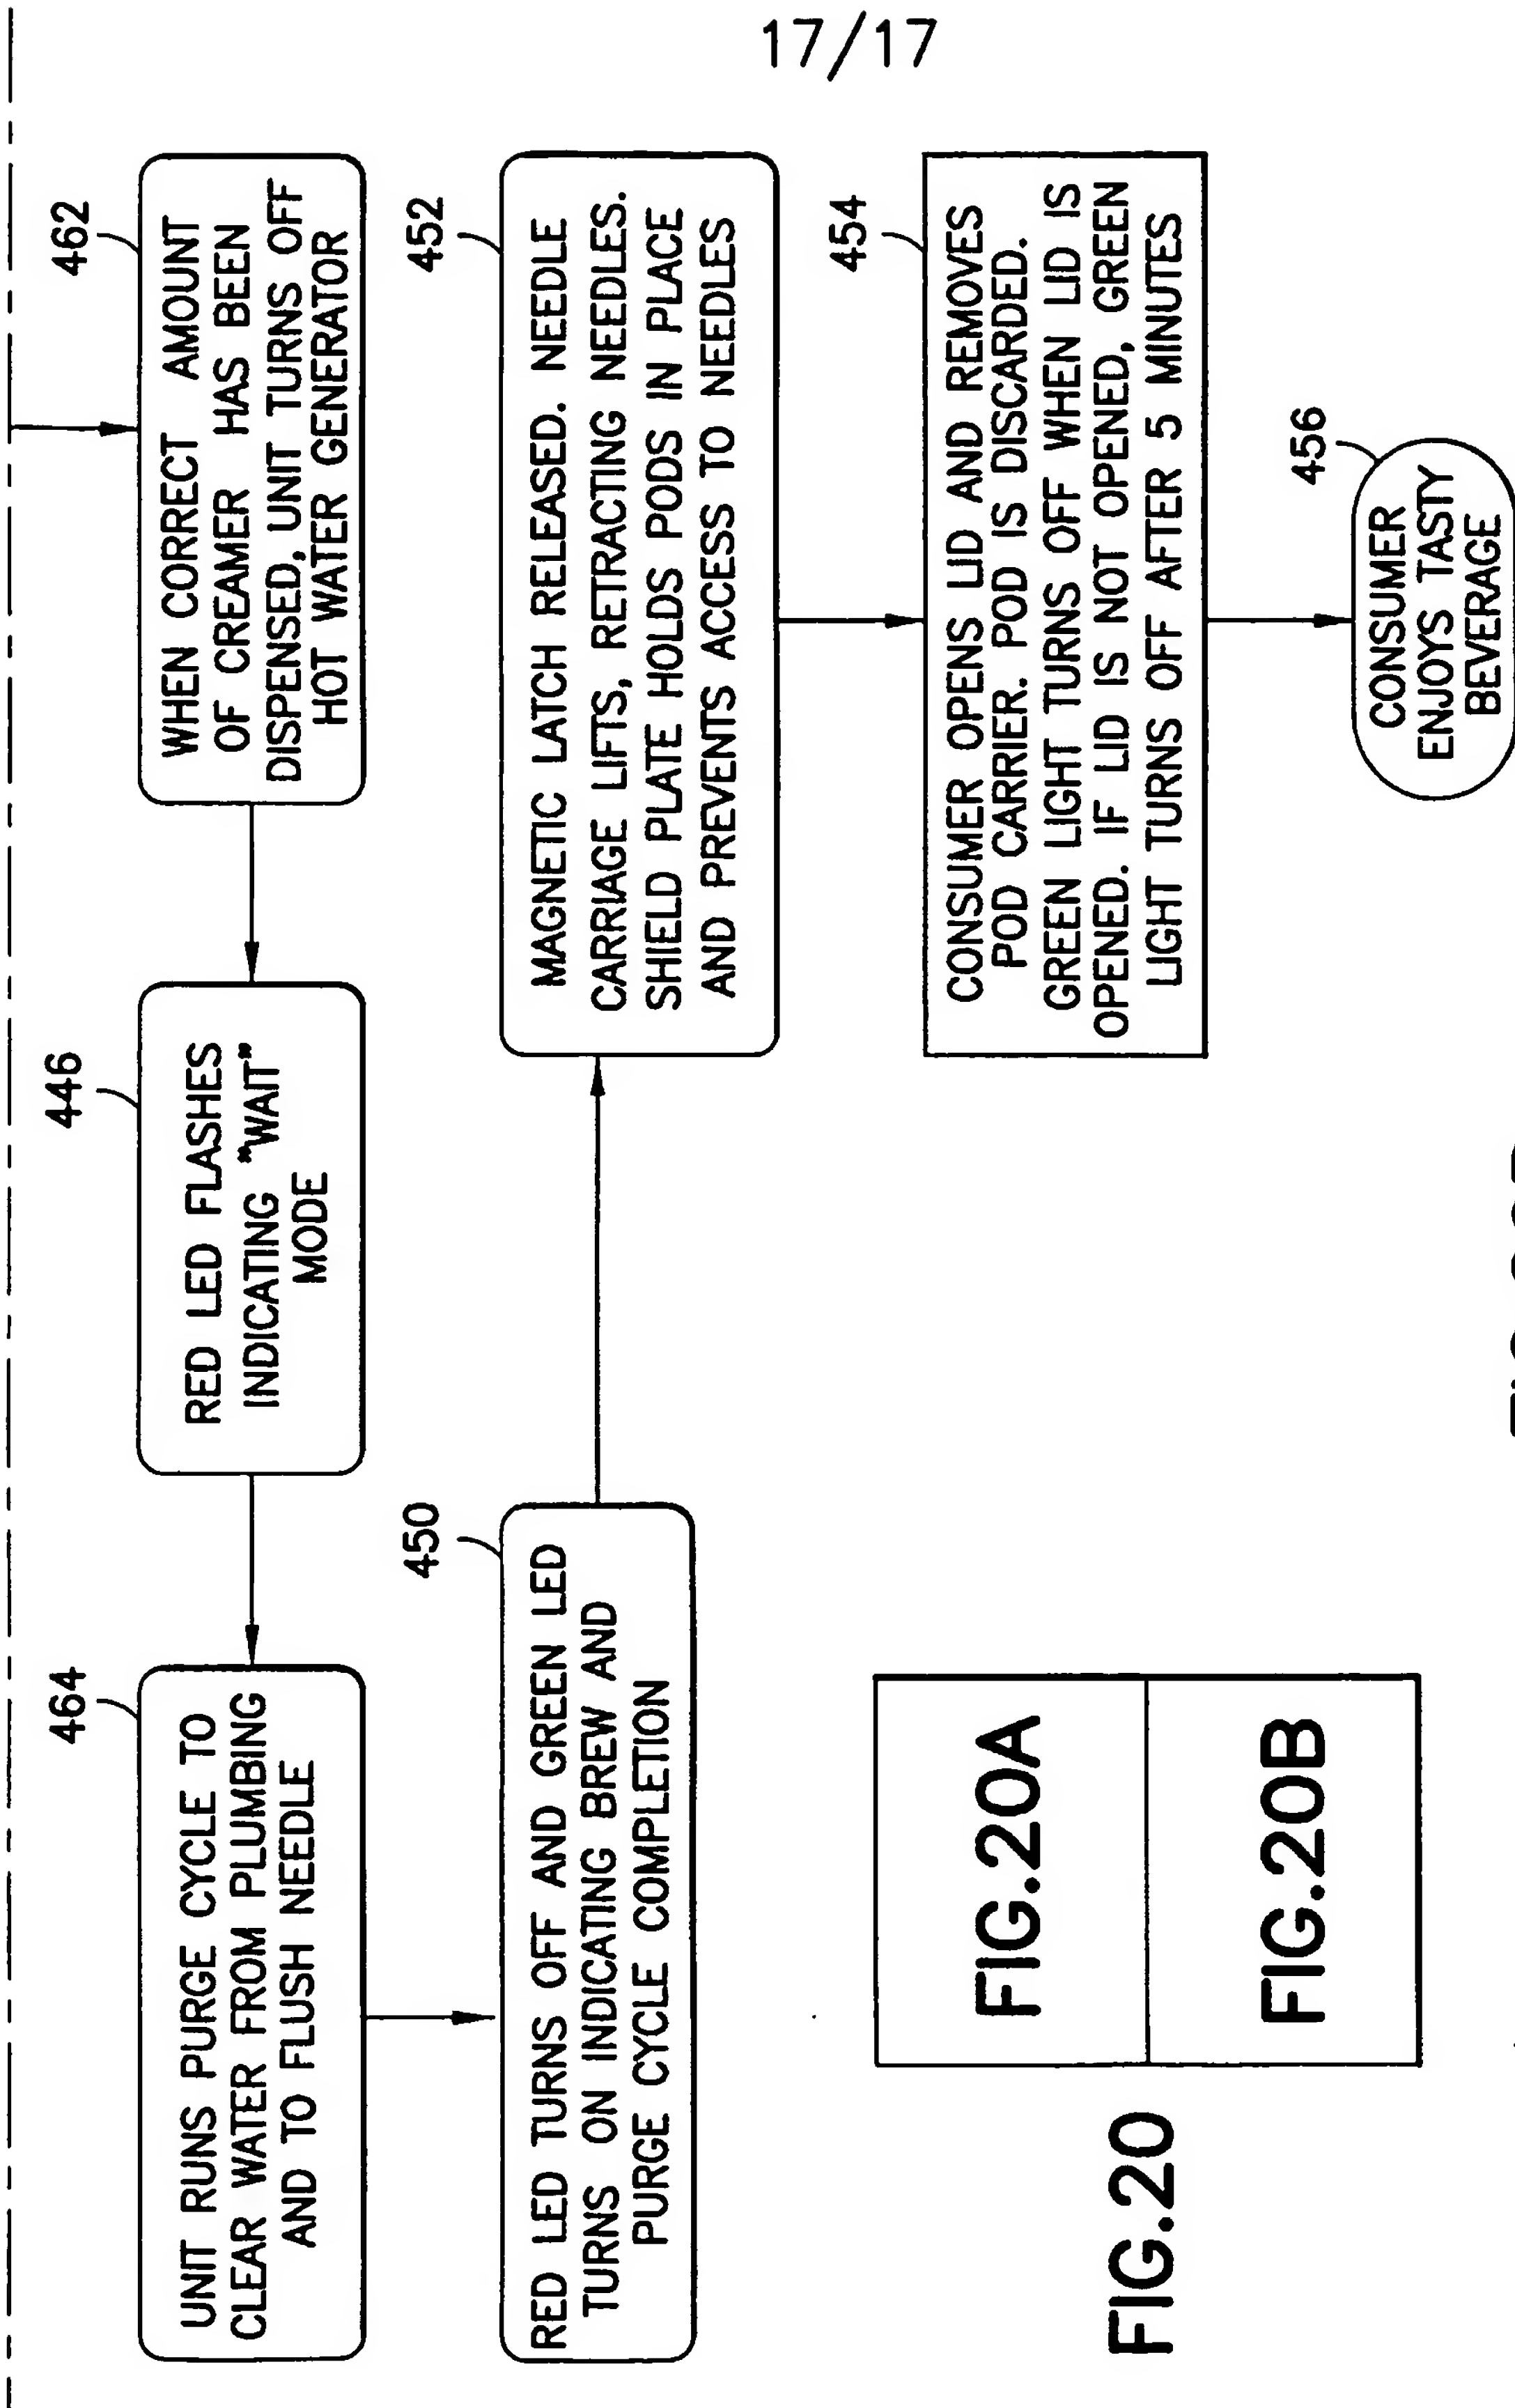 17/17
462
WHEN CORRECT AMOUNT
OF CREAMER HAS BEEN
DISPENSED, UNIT TURNS OFF
HOT WATER GENERATOR
446
RED LED FLASHES
INDICATING "WAIT"
MODE
464
UNIT RUNS PURGE CYCLE TO
CLEAR WATER FROM PLUMBING
AND TO FLUSH NEEDLE
450
RED LED TURNS OFF AND GREEN LED
TURNS ON INDICATING BREW AND
PURGE CYCLE COMPLETION
452
MAGNETIC LATCH RELEASED. NEEDLE
CARRIAGE LIFTS, RETRACTING NEEDLES.
SHIELD PLATE HOLDS PODS IN PLACE
AND PREVENTS ACCESS TO NEEDLES
454
CONSUMER OPENS LID AND REMOVES
POD CARRIER. POD IS DISCARDED.
GREEN LIGHT TURNS OFF WHEN LID IS
OPENED. IF LID IS NOT OPENED, GREEN
LIGHT TURNS OFF AFTER 5 MINUTES
456
CONSUMER
ENJOYS TASTY
BEVERAGE
FIG.20
FIG.20A
FIG.20B